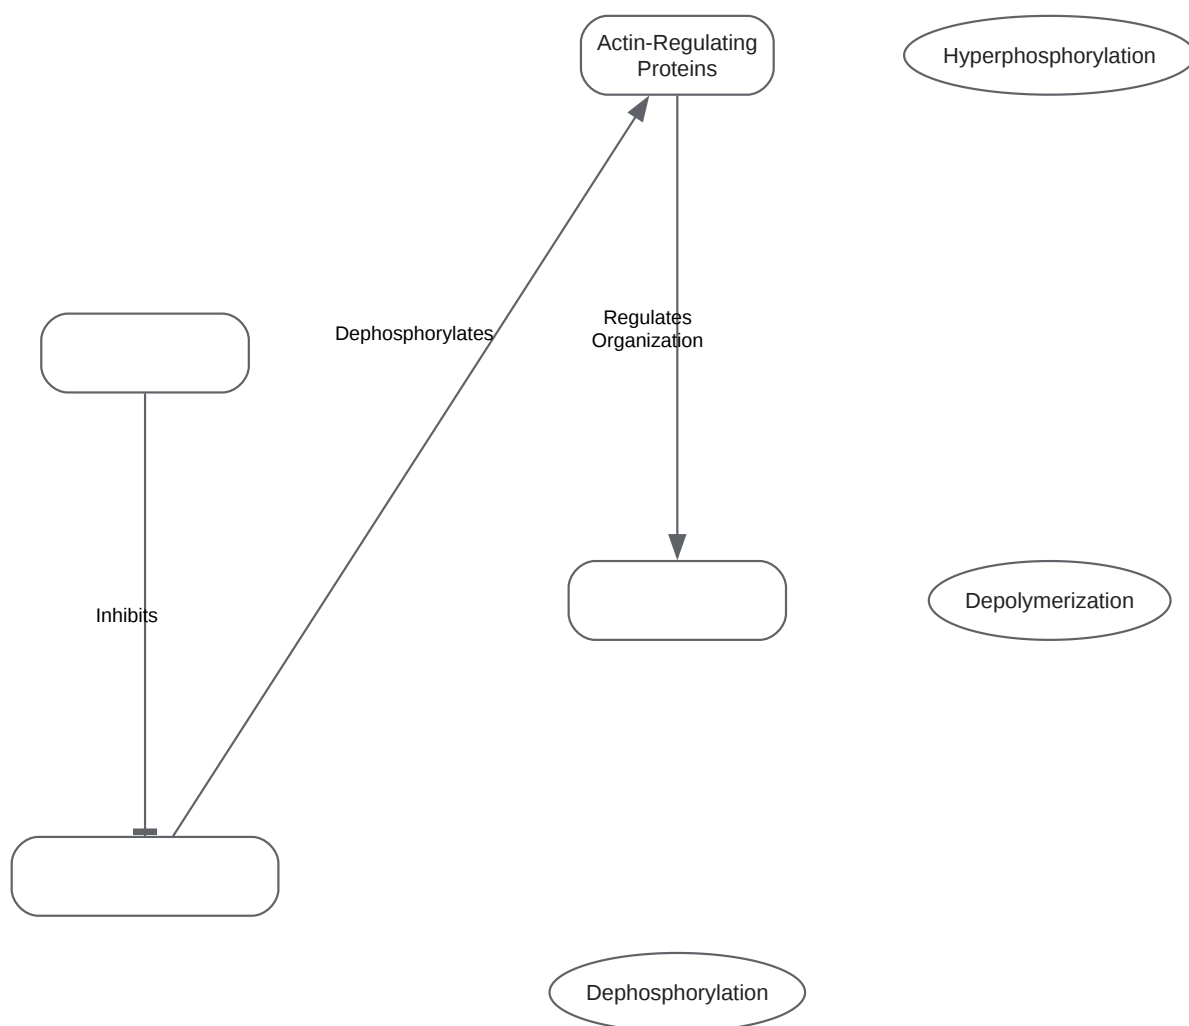 Actin-Regulating
Proteins
Hyperphosphorylation
Dephosphorylates
Regulates
Organization
Inhibits
Depolymerization
Dephosphorylation